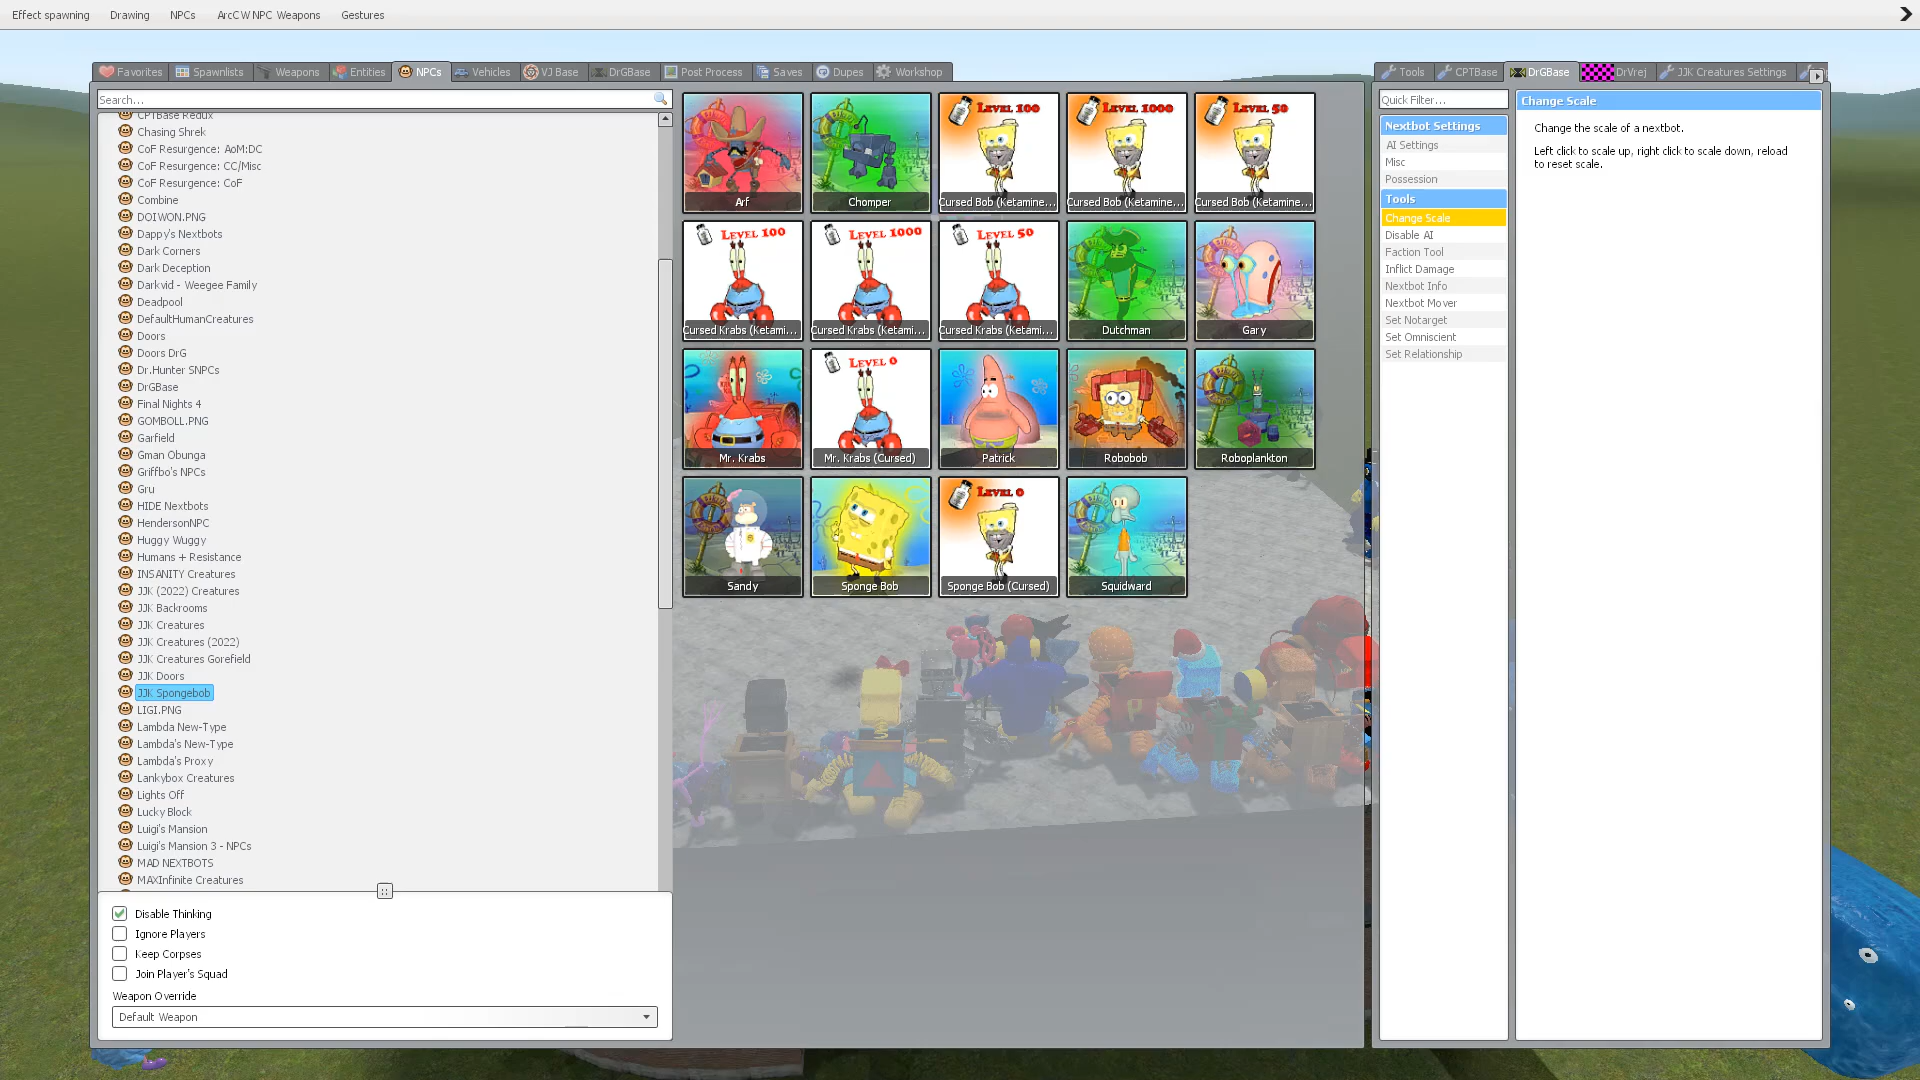 Effect spawning Drawing NPCs ArcCW NPC Weapons Gestures
Favorites Spawnlists Weapons Entities NPCs Vehicles VJ Base DrGBase Post Process Saves Dupes Workshop
Search...
CPTBase Redux
Chasing Shrek
CoF Resurgence: AoM:DC
CoF Resurgence: CC/Misc
CoF Resurgence: CoF
Combine
DOIWON.PNG
Dappy's Nextbots
Dark Corners
Dark Deception
Darkvid - Weegee Family
Deadpool
DefaultHumanCreatures
Doors
Doors DrG
Dr.Hunter SNPCs
DrGBase
Final Nights 4
GOMBOLL.PNG
Garfield
Gman Obunga
Griffbo's NPCs
Gru
HIDE Nextbots
HendersonNPC
Huggy Wuggy
Humans + Resistance
INSANITY Creatures
JJK (2022) Creatures
JJK Backrooms
JJK Creatures
JJK Creatures (2022)
JJK Creatures Gorefield
JJK Doors
JJK Spongebob
LIGI.PNG
Lambda New-Type
Lambda's New-Type
Lambda's Proxy
Lankybox Creatures
Lights Off
Lucky Block
Luigi's Mansion
Luigi's Mansion 3 - NPCs
MAD NEXTBOTS
MAXInfinite Creatures
Disable Thinking
Ignore Players
Keep Corpses
Join Player's Squad
Weapon Override
Default Weapon
Level 100 Level 1000 Level 50
Arf Chomper Cursed Bob (Ketamine... Cursed Bob (Ketamine... Cursed Bob (Ketamine...
Level 100 Level 1000 Level 50
Cursed Krabs (Ketami... Cursed Krabs (Ketami... Cursed Krabs (Ketami... Dutchman Gary
Level 0
Mr. Krabs Mr. Krabs (Cursed) Patrick Robobob Roboplankton
Level 0
Sandy Sponge Bob Sponge Bob (Cursed) Squidward
Tools CPTBase DrGBase DrVrej JJK Creatures Settings
Quick Filter...
Nextbot Settings
AI Settings
Misc
Possession
Tools
Change Scale
Disable AI
Faction Tool
Inflict Damage
Nextbot Info
Nextbot Mover
Set Notarget
Set Omniscient
Set Relationship
Change Scale
Change the scale of a nextbot.
Left click to scale up, right click to scale down, reload
to reset scale.